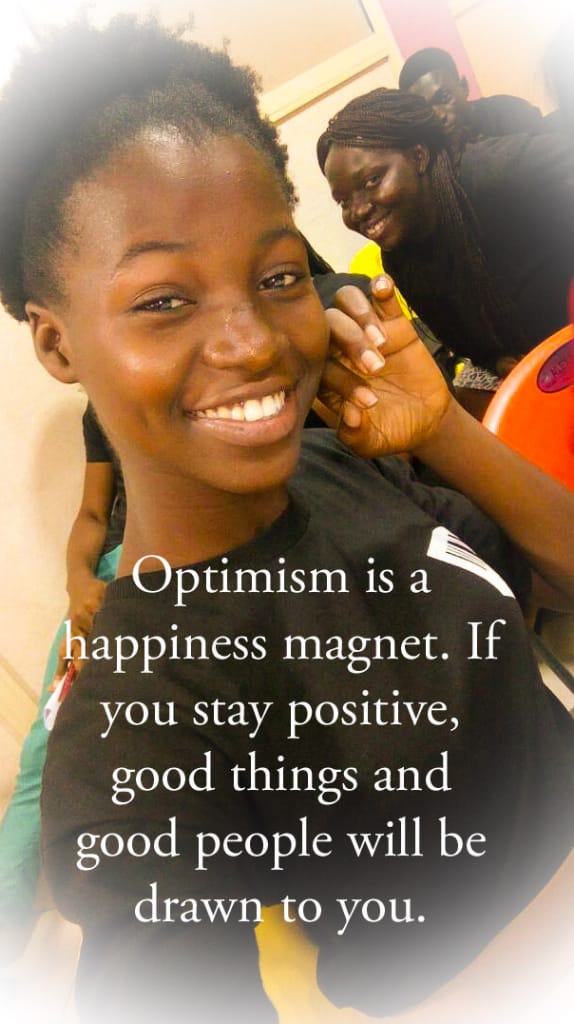 Optimism is a
happiness magnet. If
you stay positive,
good things and
good people will be
drawn to you.